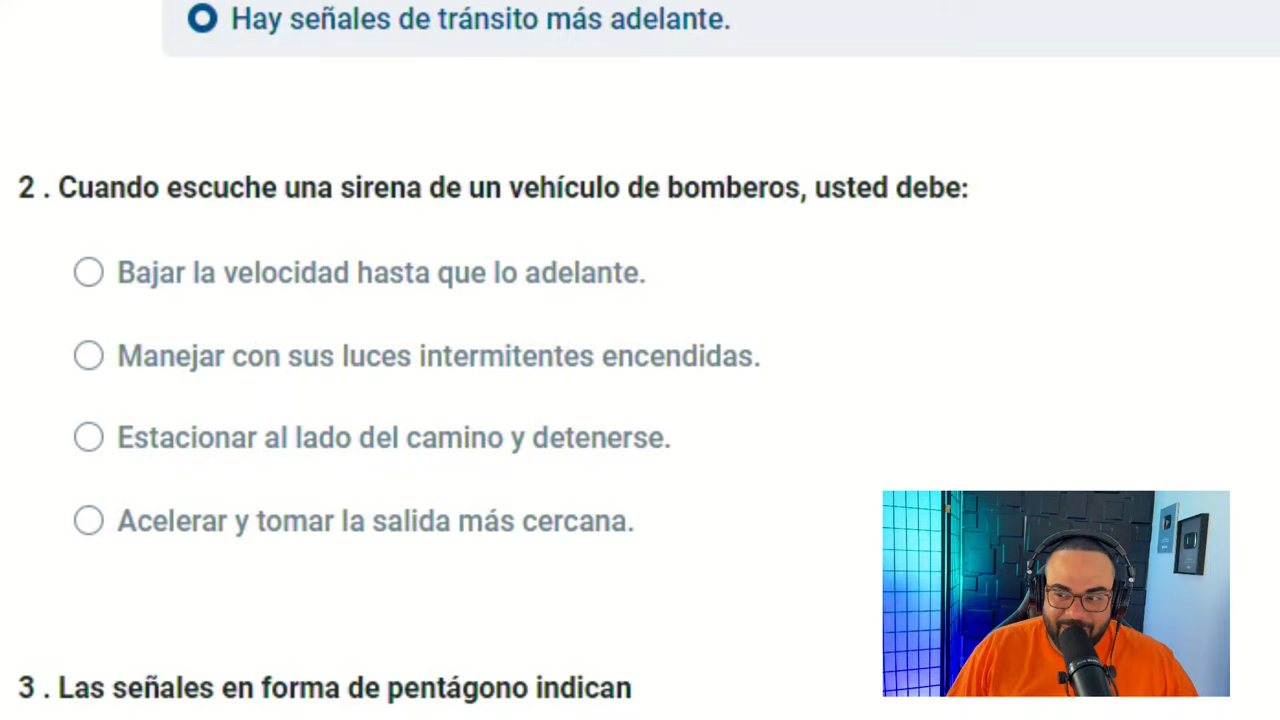 Hay señales de tránsito más adelante.
2 . Cuando escuche una sirena de un vehículo de bomberos, usted debe:
Bajar la velocidad hasta que lo adelante.
Manejar con sus luces intermitentes encendidas.
Estacionar al lado del camino y detenerse.
Acelerar y tomar la salida más cercana.
3 . Las señales en forma de pentágono indican